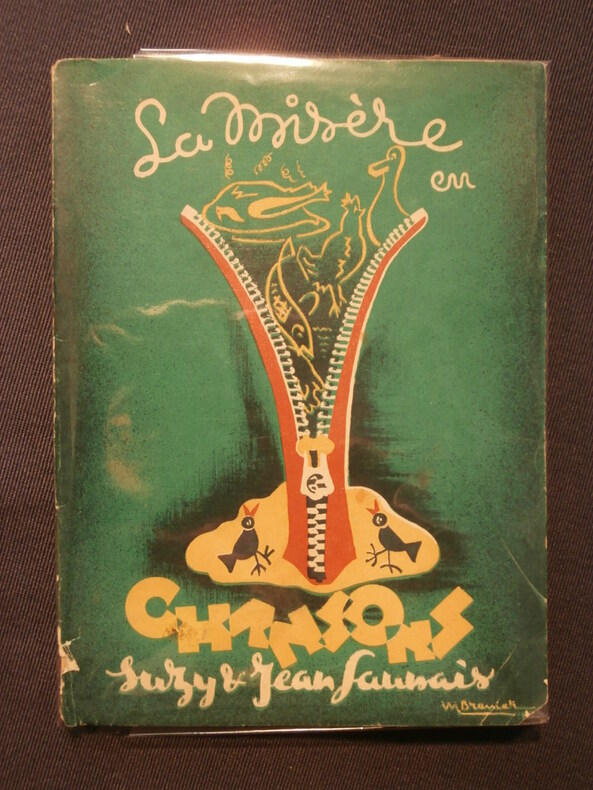 La Misère
en
CHANSONS
Suzy & Jean Saunais